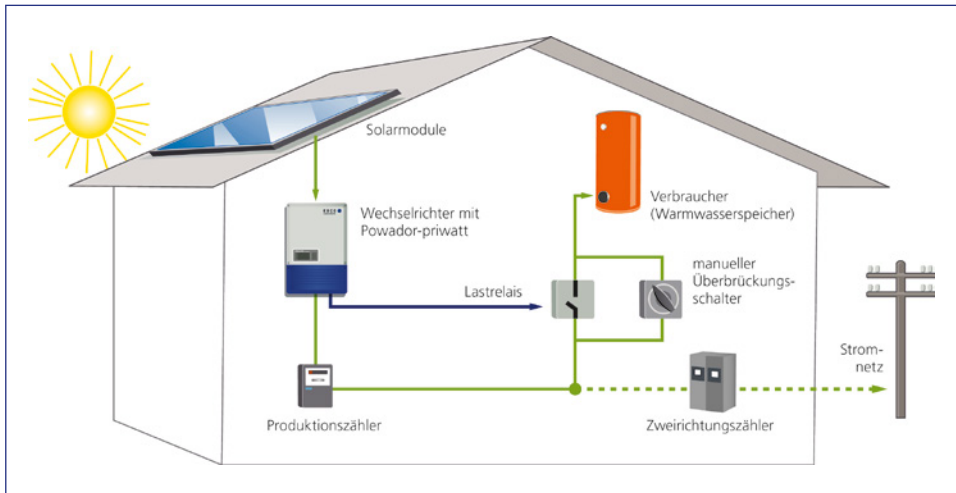 Solarmodule
Wechselrichter mit
Powador-priwatt
Verbraucher
(Warmwasserspeicher)
manueller
Überbrückungs-
schalter
Lastrelais
Strom-
netz
Produktionszähler
Zweirichtungszähler